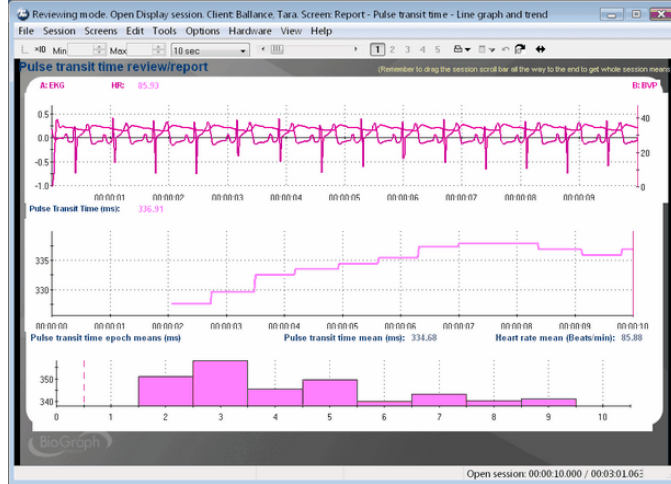 Reviewing mode. Open Display session. Client: Ballance, Tara. Screen: Report - Pulse transit time - Line graph and trend
File Session Screens Edit Tools Options Hardware View Help
×10 Min Max 10 sec 1 2 3 4 5
Pulse transit time review/report
(Remember to drag the session scroll bar all the way to the end to get whole session means
A: EKG HR: 85.93 B: BVP
0.5 40
0.0
-0.5 20
-1.0 0
00:00:01 00:00:02 00:00:03 00:00:04 00:00:05 00:00:06 00:00:07 00:00:08 00:00:09
Pulse Transit Time (ms): 336.91
335
330
00:00:00 00:00:01 00:00:02 00:00:03 00:00:04 00:00:05 00:00:06 00:00:07 00:00:08 00:00:09 00:00:10
Pulse transit time epoch means (ms) Pulse transit time mean (ms): 334.68 Heart rate mean (Beats/min): 85.88
350
340
0 1 2 3 4 5 6 7 8 9 10
BioGraph
Open session: 00:00:10.000 / 00:03:01.063